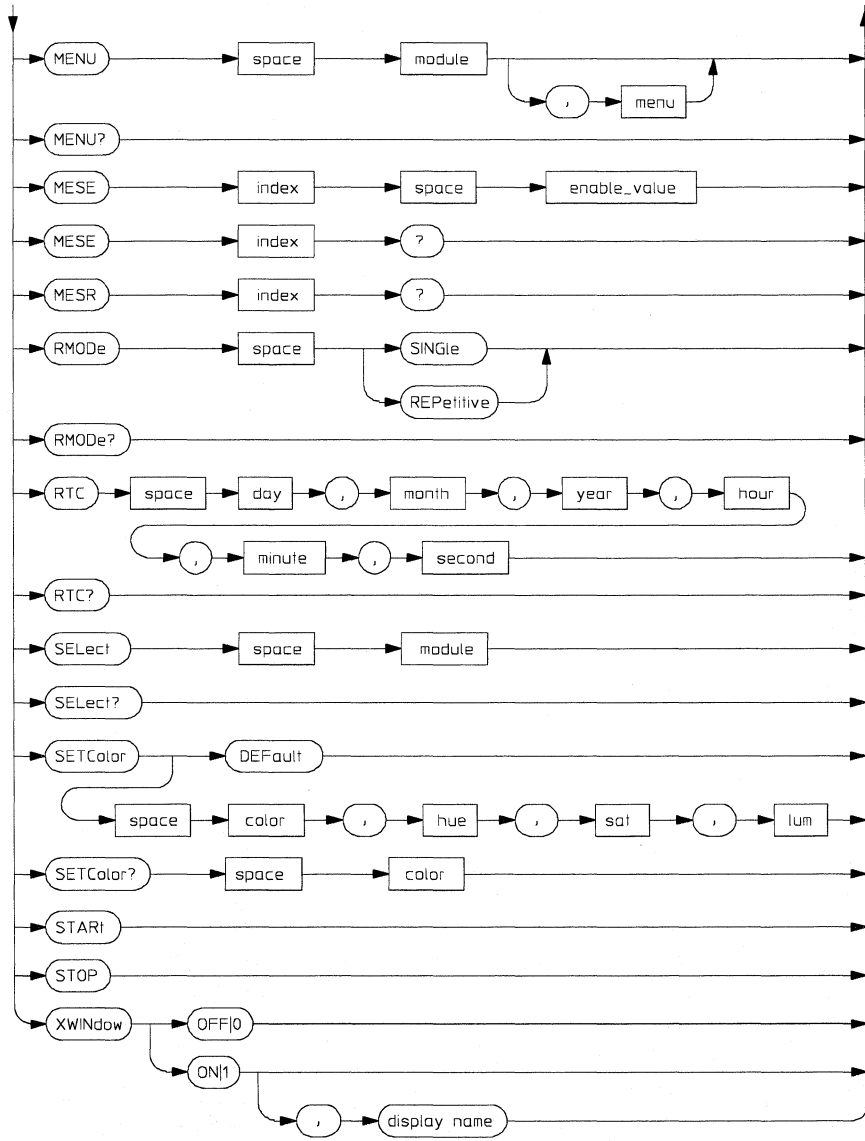 MENU space module
, menu
MENU?
MESE index space enable_value
MESE index ?
MESR index ?
RMODe space SINGle
REPetitive
RMODe?
RTC space day , month , year , hour
, minute , second
RTC?
SELect space module
SELect?
SETColor DEFault
space color , hue , sat , lum
SETColor? space color
STARt
STOP
XWINdow OFF|0
ON|1
, display name